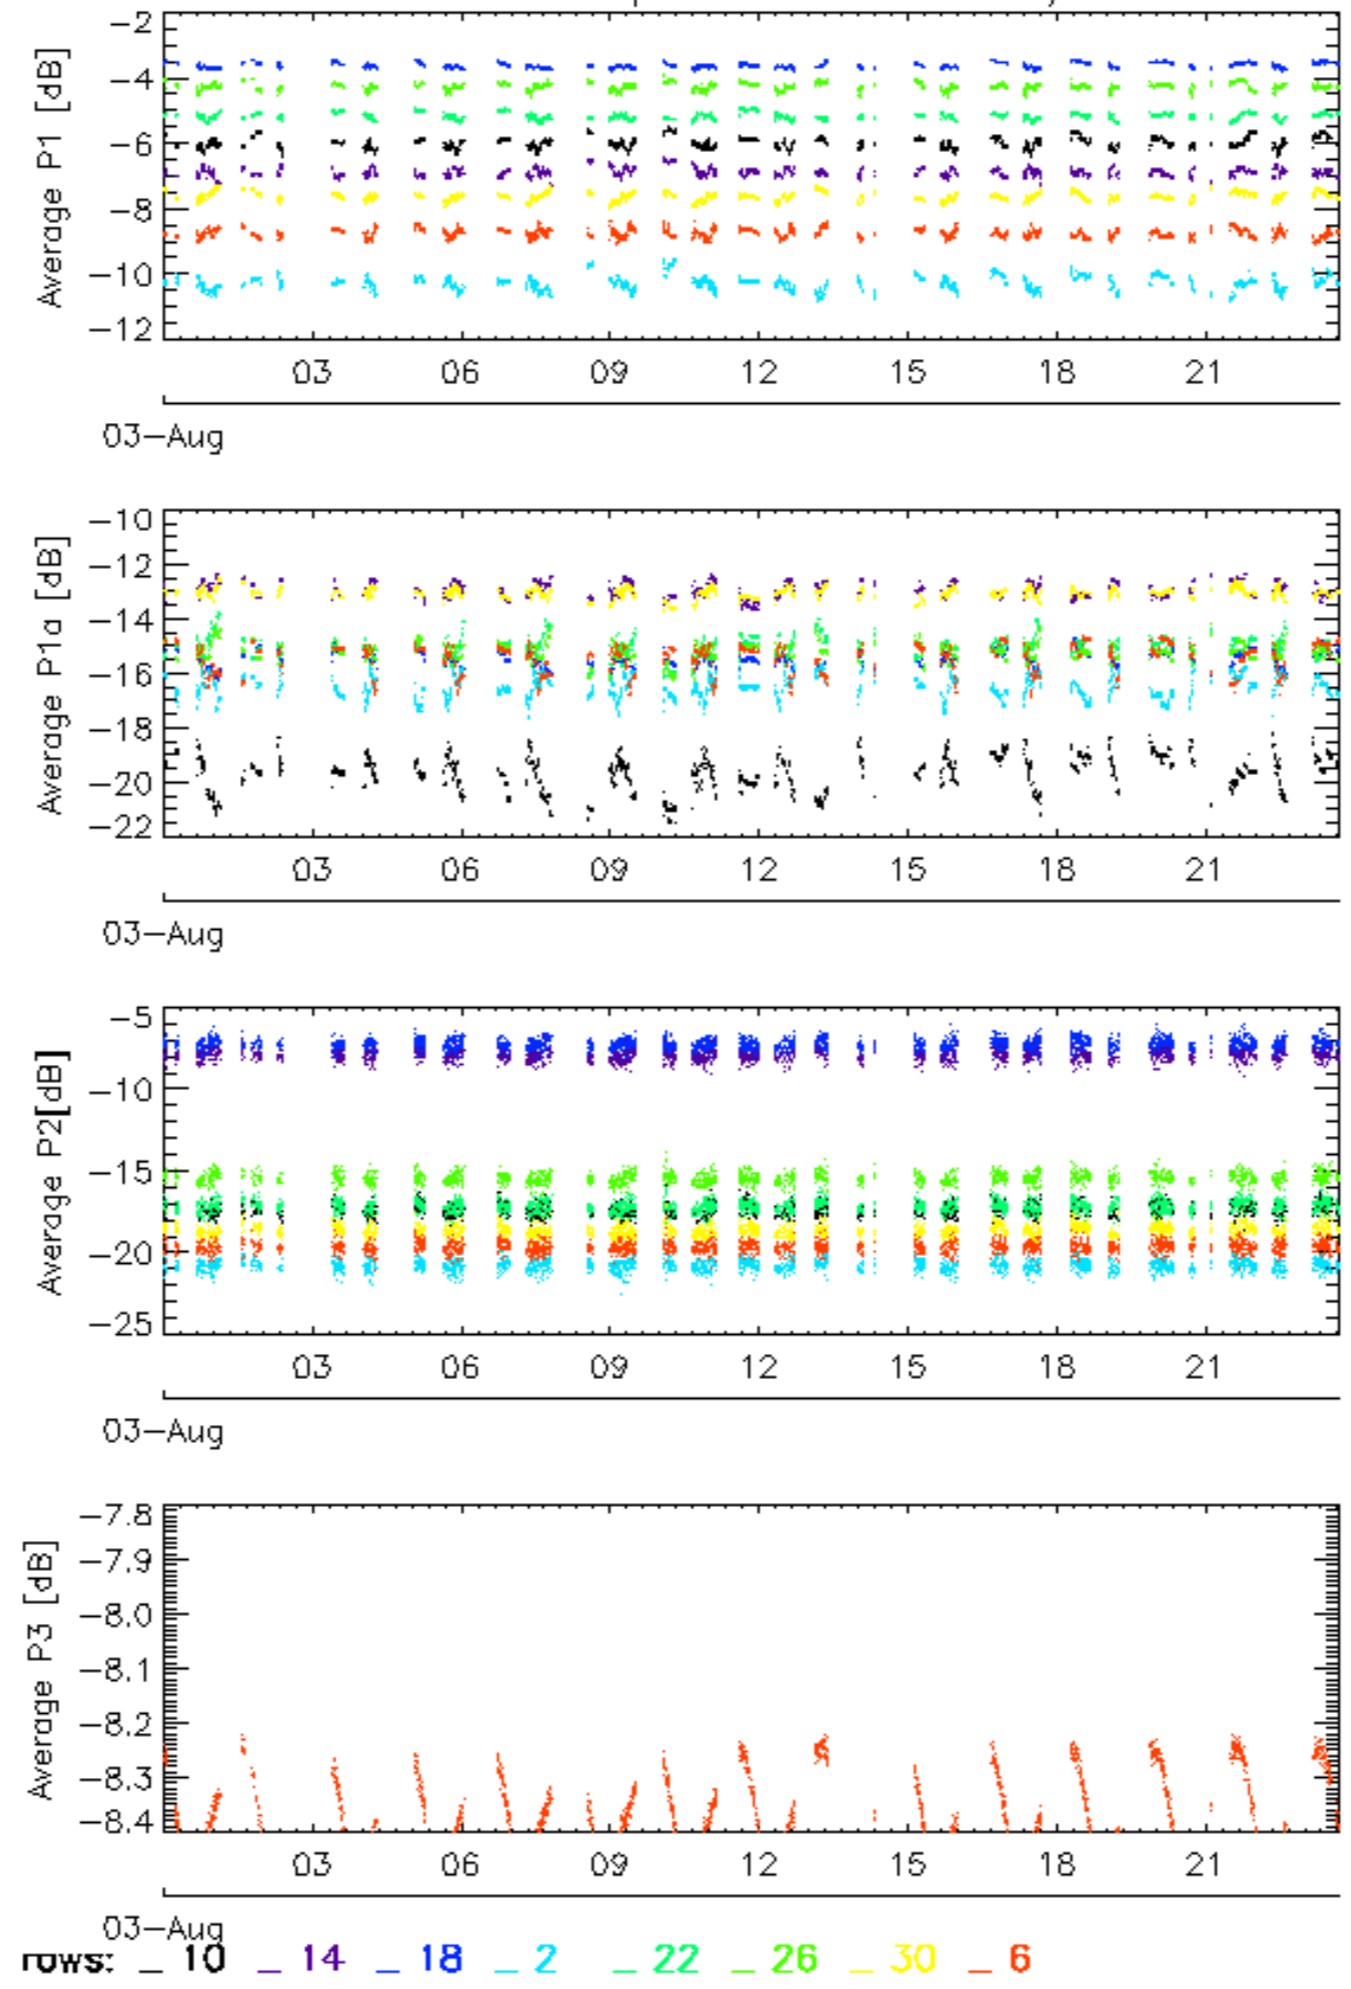 Average P1 [dB]
−2
−4
−6
−8
−10
−12
03 06 09 12 15 18 21
03−Aug
Average P1a [dB]
−10
−12
−14
−16
−18
−20
−22
03 06 09 12 15 18 21
03−Aug
Average P2[dB]
−5
−10
−15
−20
−25
03 06 09 12 15 18 21
03−Aug
Average P3 [dB]
−7.8
−7.9
−8.0
−8.1
−8.2
−8.3
−8.4
03 06 09 12 15 18 21
03−Aug
rows: _ 10 _ 14 _ 18 _ 2 _ 22 _ 26 _ 30 _ 6